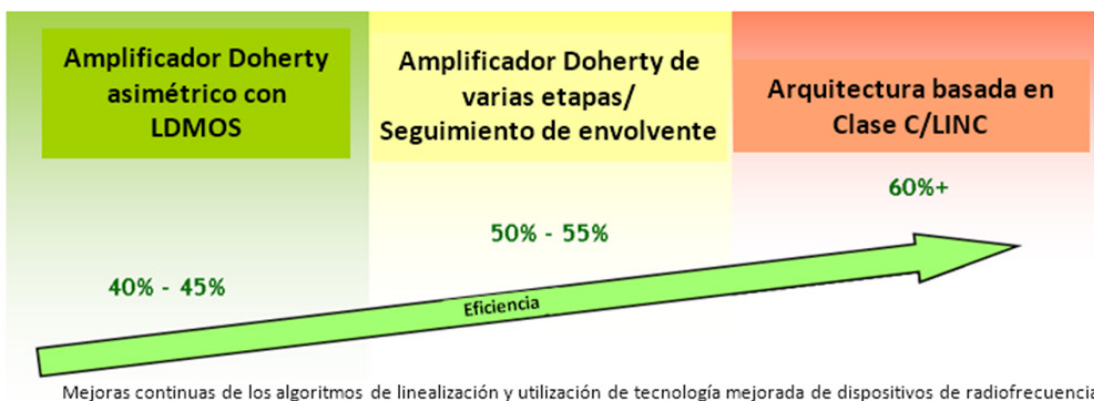 Amplificador Doherty
asimétrico con
LDMOS
Amplificador Doherty de
varias etapas/
Seguimiento de envolvente
Arquitectura basada en
Clase C/LINC
40% - 45%
50% - 55%
60%+
Eficiencia
Mejoras continuas de los algoritmos de linealización y utilización de tecnología mejorada de dispositivos de radiofrecuencia